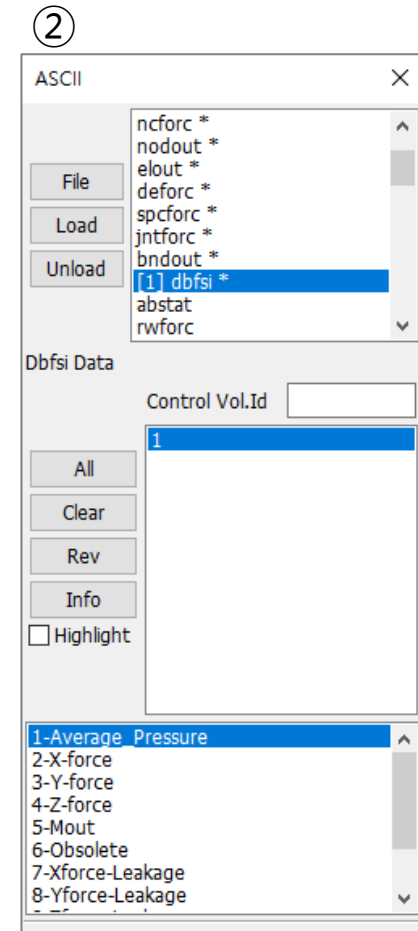 ②
ASCII
ncforc *
nodout *
elout *
deforc *
spcforc *
jntforc *
bndout *
[1] dbfsi *
abstat
rwforc
File
Load
Unload
Dbfsi Data
Control Vol.Id
1
All
Clear
Rev
Info
Highlight
1-Average_Pressure
2-X-force
3-Y-force
4-Z-force
5-Mout
6-Obsolete
7-Xforce-Leakage
8-Yforce-Leakage